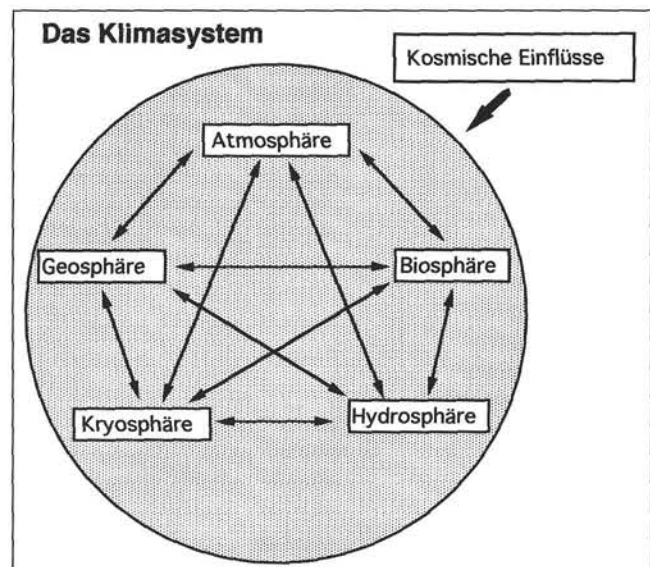 Das Klimasystem
Kosmische Einflüsse
Atmosphäre
Geosphäre
Biosphäre
Kryosphäre
Hydrosphäre